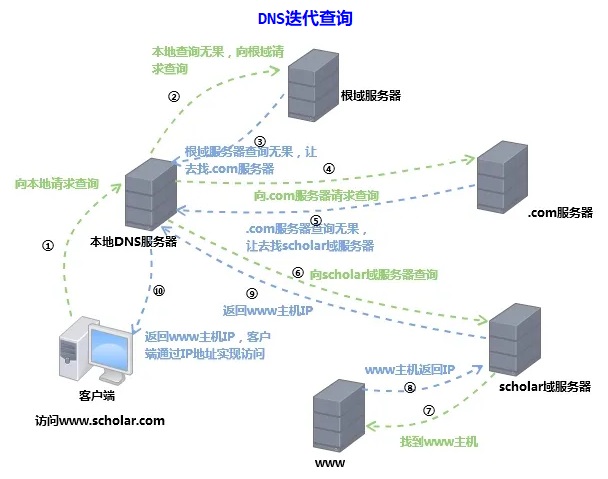 DNS迭代查询
本地查询无果，向根域请
求查询
②
根域服务器
③
根域服务器查询无果，让
去找.com服务器
④
向本地请求查询
向.com服务器请求查询
⑤
.com服务器
.com服务器查询无果，
让去找scholar域服务器
本地DNS服务器
①
⑥
向scholar域服务器查询
⑩
⑨
返回www主机IP
返回www主机IP，客户
端通过IP地址实现访问
www主机返回IP
⑧
scholar域服务器
客户端
⑦
访问www.scholar.com
找到www主机
www